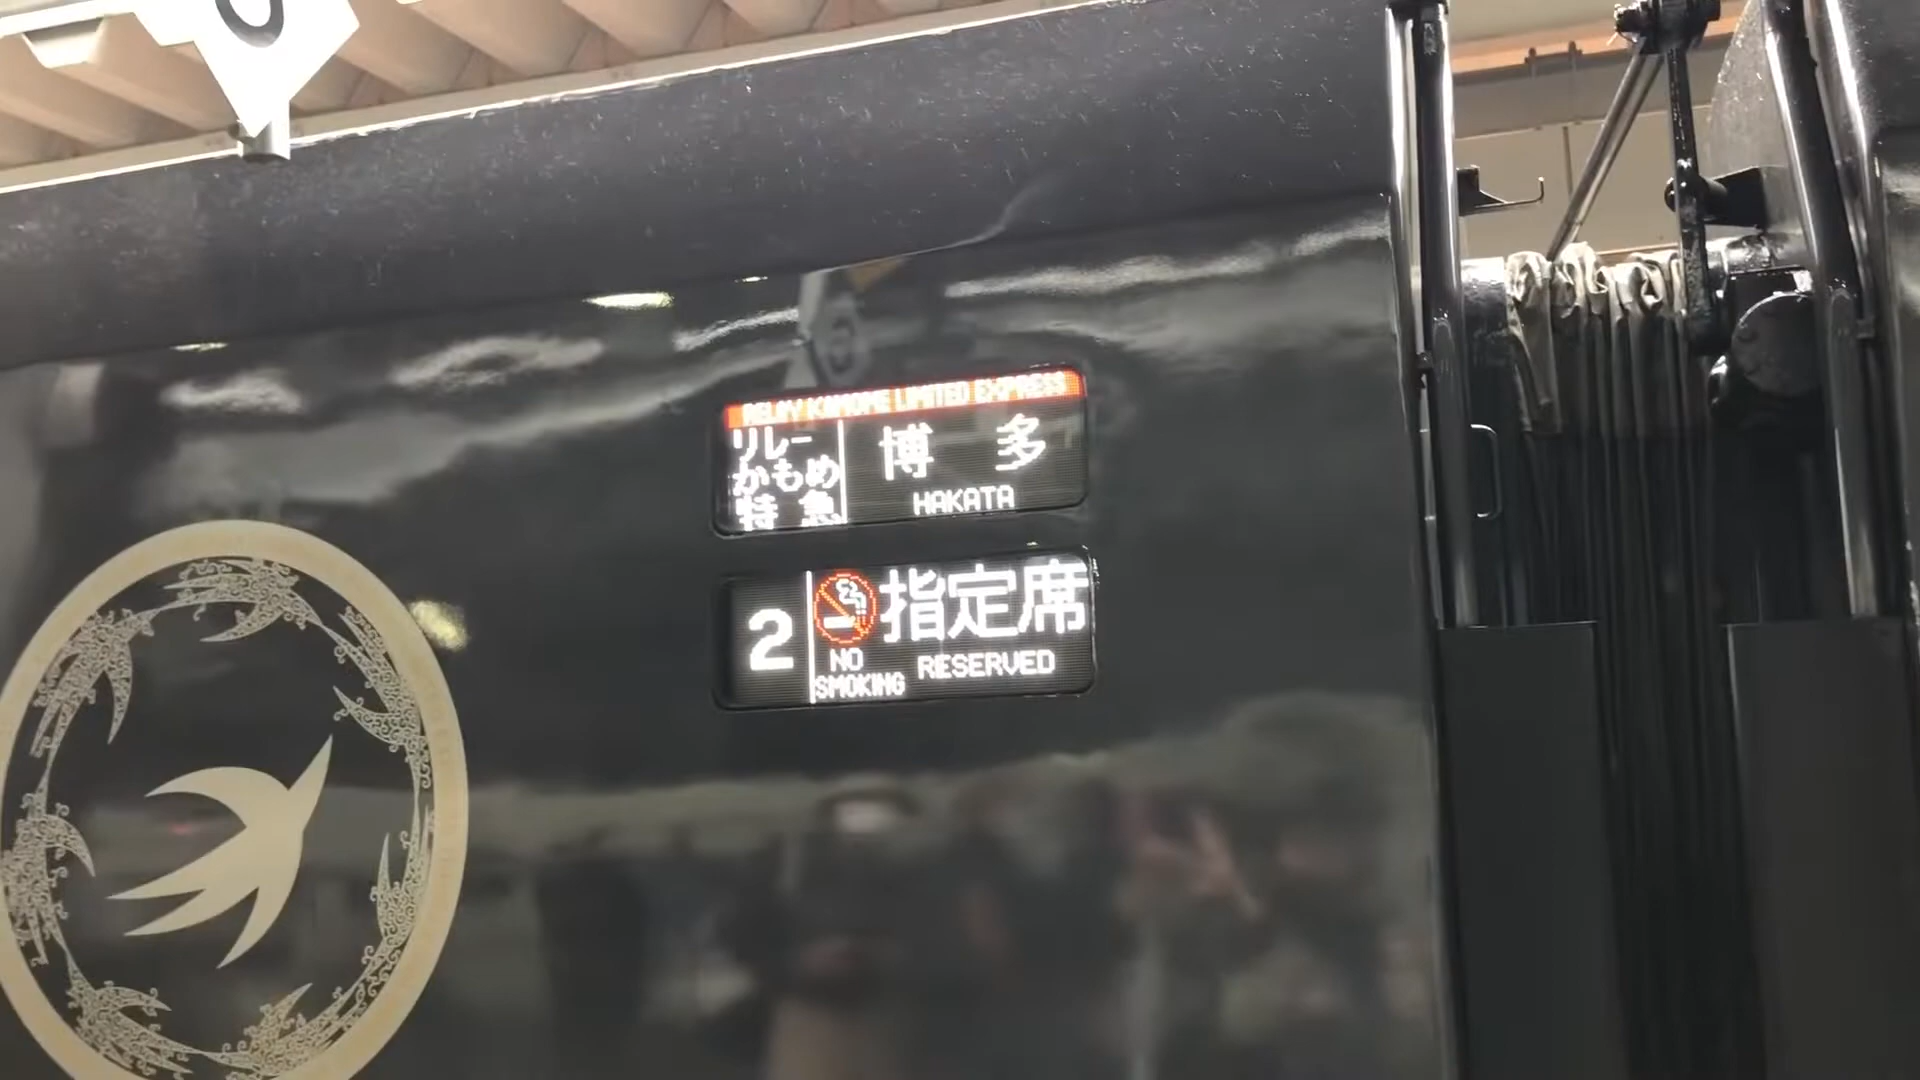 RELAY KAMOME LIMITED EXPRESS
リレー
かもめ
特急
博多
HAKATA
2
指定席
NO
SMOKING
RESERVED